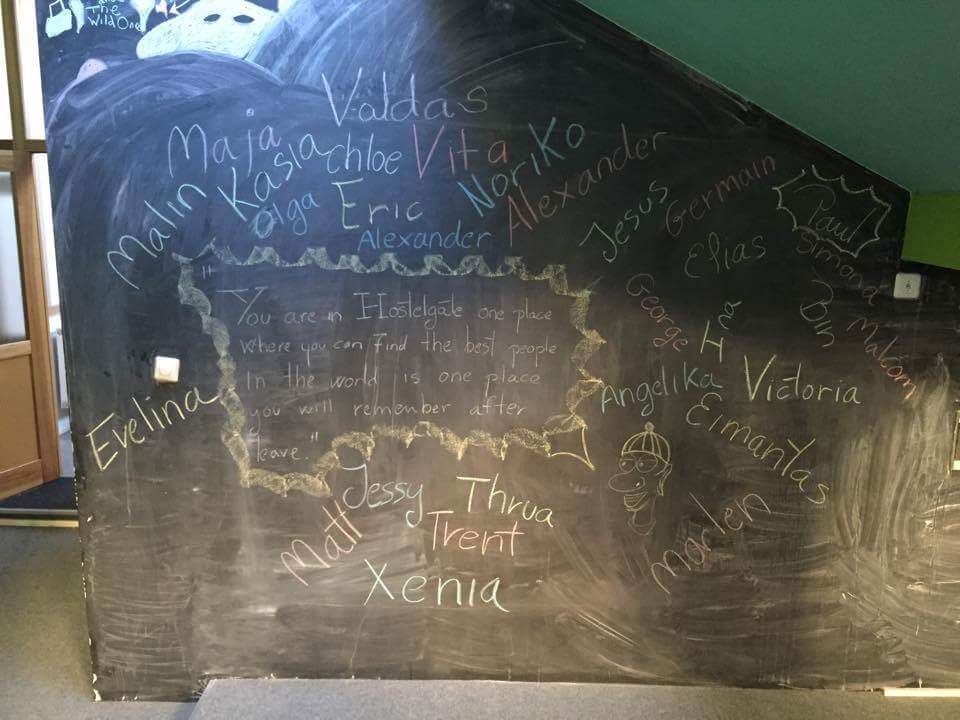 The
Wild One
Valdas
Maja
Kasia
chloe
Vita
Noriko
Alexander
Malin
Olga
Eric
Alexander
Jesus
Germain
Paul
Elias
Simona
"You are in Hostelgate one place
where you can find the best people
In the world is one place
you will remember after
leave."
George
Bin
Malcom
Angelika
Victoria
Evelina
Eimantas
Jessy
Thrua
Matt
Trent
Marlen
Xenia